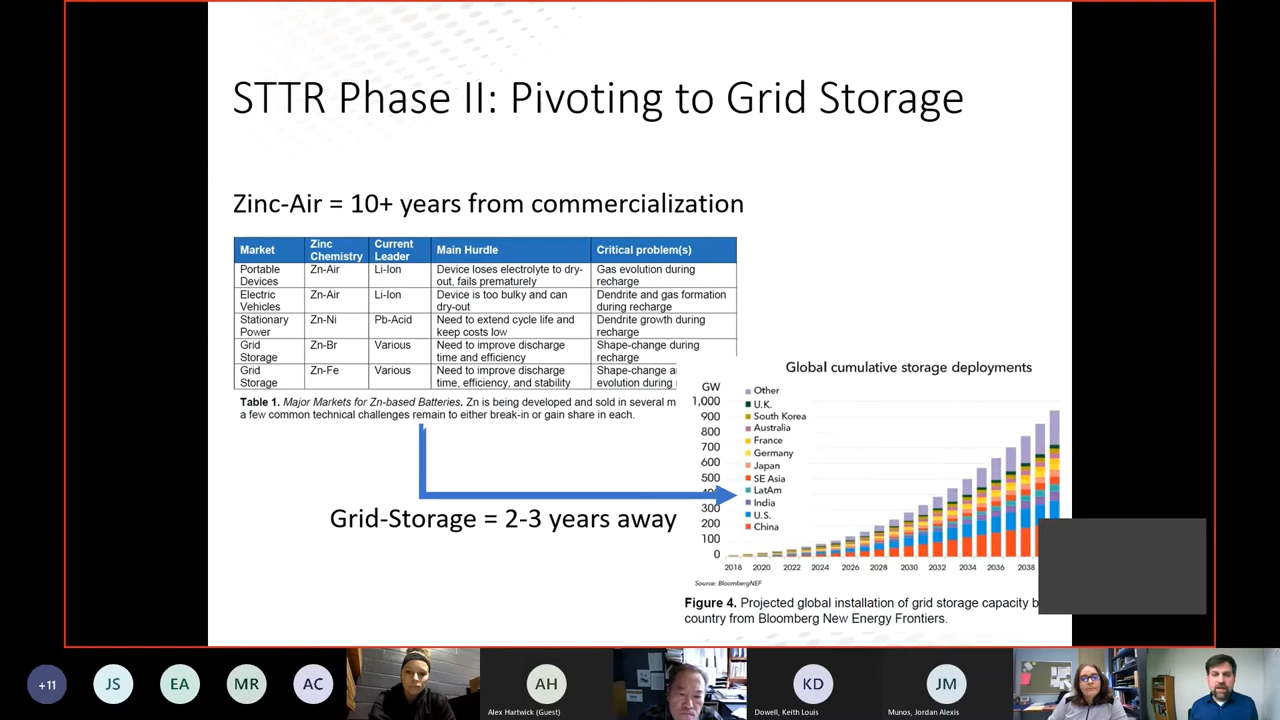 STTR Phase II: Pivoting to Grid Storage
Zinc-Air = 10+ years from commercialization
Market
Zinc Chemistry
Current Leader
Main Hurdle
Critical problem(s)
Portable Devices
Zn-Air
Li-Ion
Device loses electrolyte to dry-out, fails prematurely
Gas evolution during recharge
Electric Vehicles
Zn-Air
Li-Ion
Device is too bulky and can dry-out
Dendrite and gas formation during recharge
Stationary Power
Zn-Ni
Pb-Acid
Need to extend cycle life and keep costs low
Dendrite growth during recharge
Grid Storage
Zn-Br
Various
Need to improve discharge time and efficiency
Shape-change during recharge
Grid Storage
Zn-Fe
Various
Need to improve discharge time, efficiency, and stability
Shape-change a
evolution during
Table 1. Major Markets for Zn-based Batteries. Zn is being developed and sold in several m
a few common technical challenges remain to either break-in or gain share in each.
Grid-Storage = 2-3 years away
Global cumulative storage deployments
GW
1,000
900
800
700
600
500
300
200
100
0
Other
U.K.
South Korea
Australia
France
Germany
Japan
SE Asia
LatAm
India
U.S.
China
2018 2020 2022 2024 2026 2028 2030 2032 2034 2036 2038
Source: BloombergNEF
Figure 4. Projected global installation of grid storage capacity b
country from Bloomberg New Energy Frontiers.
+11
JS
EA
MR
AC
AH
Alex Hartwick (Guest)
KD
Dowell, Keith Louis
JM
Munos, Jordan Alexis